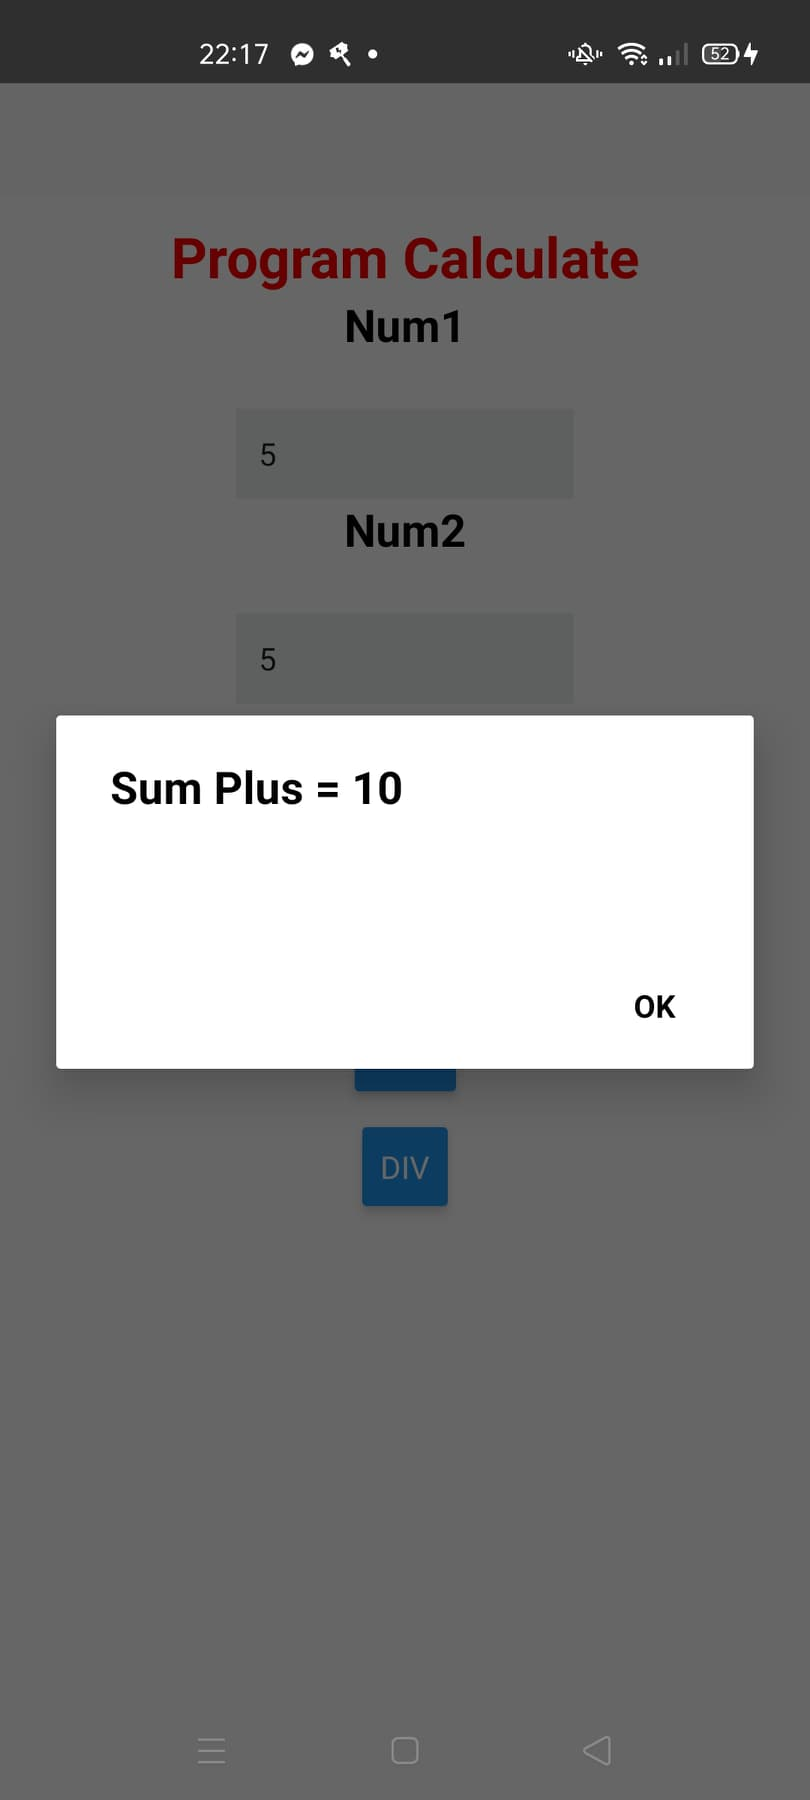 22:17
52
Program Calculate
Num1
5
Num2
5
Sum Plus = 10
OK
DIV